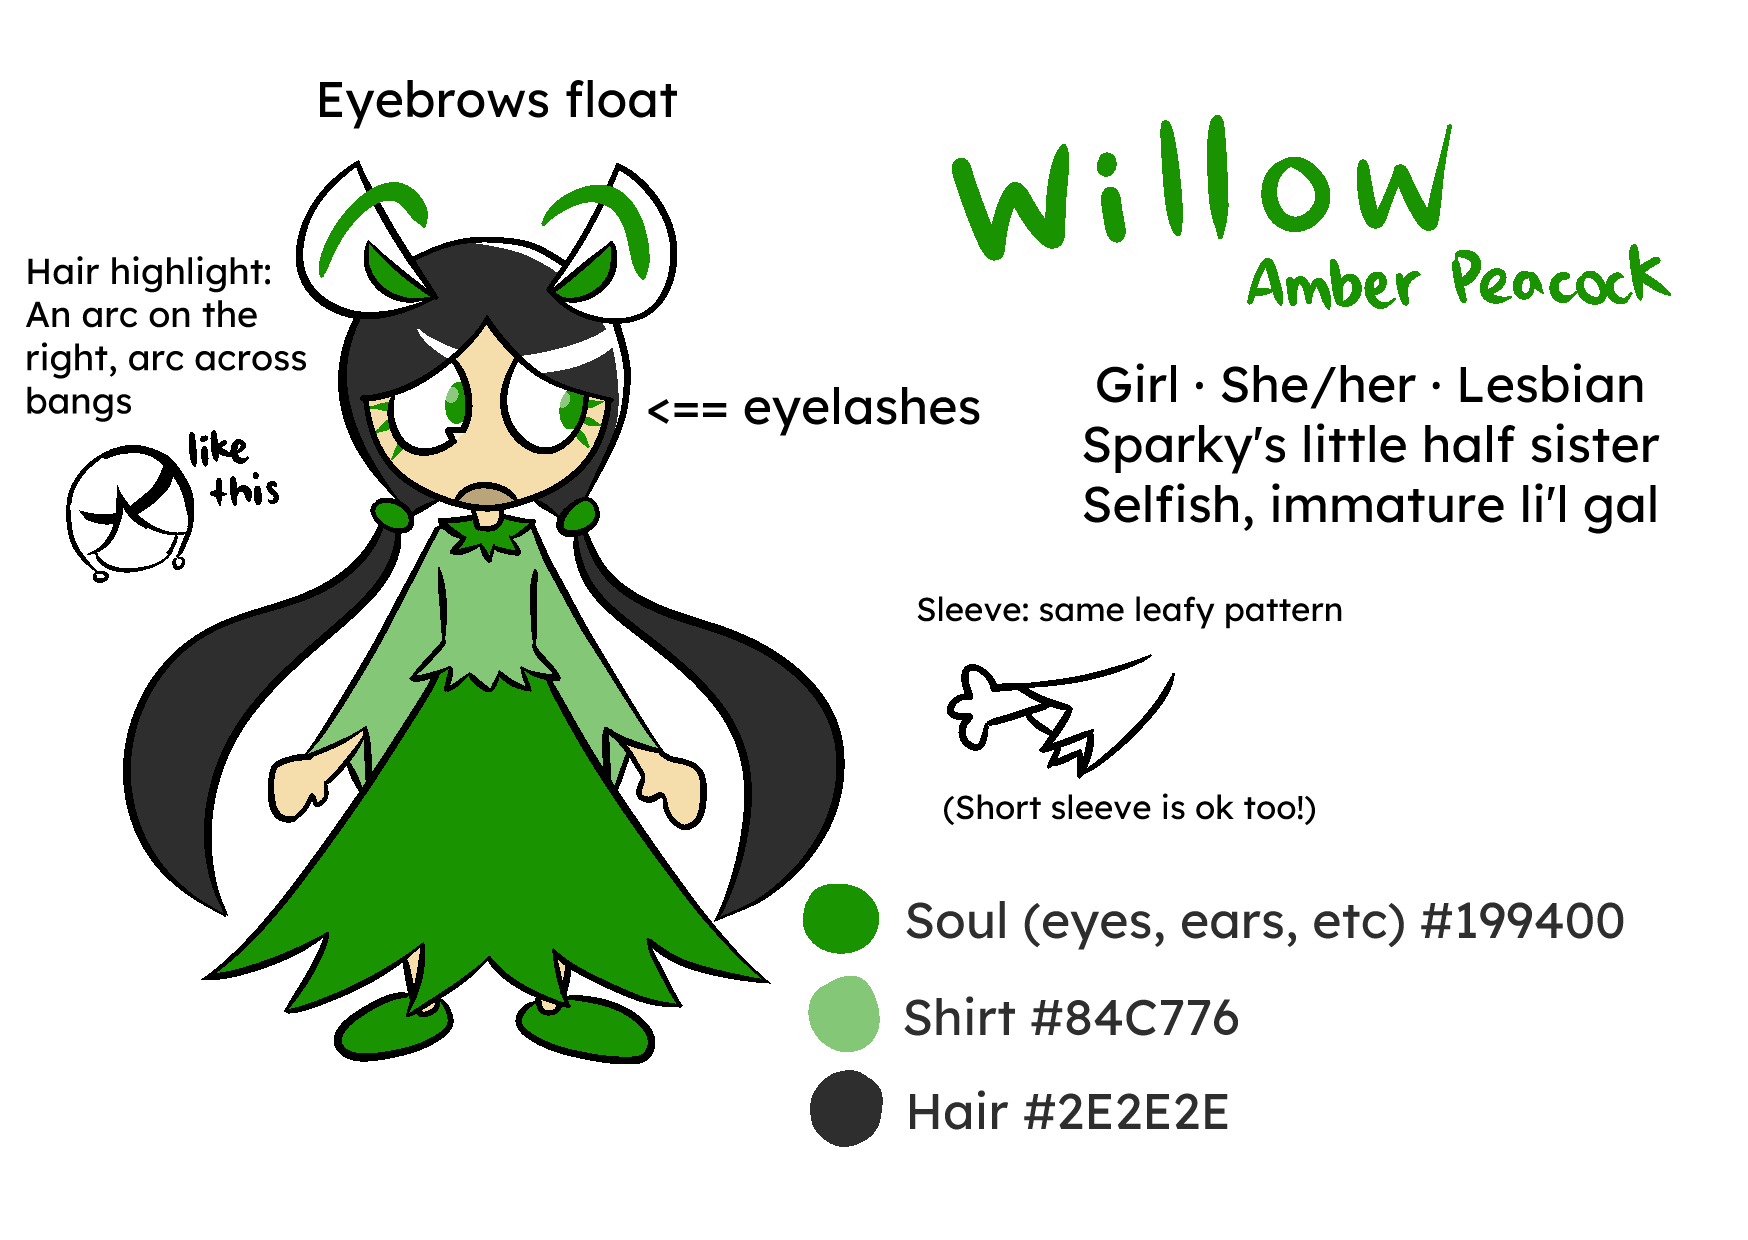 Eyebrows float
Willow
Amber Peacock
Hair highlight:
An arc on the
right, arc across
bangs
like
this
<== eyelashes
Girl · She/her · Lesbian
Sparky's little half sister
Selfish, immature li'l gal
Sleeve: same leafy pattern
(Short sleeve is ok too!)
Soul (eyes, ears, etc) #199400
Shirt #84C776
Hair #2E2E2E